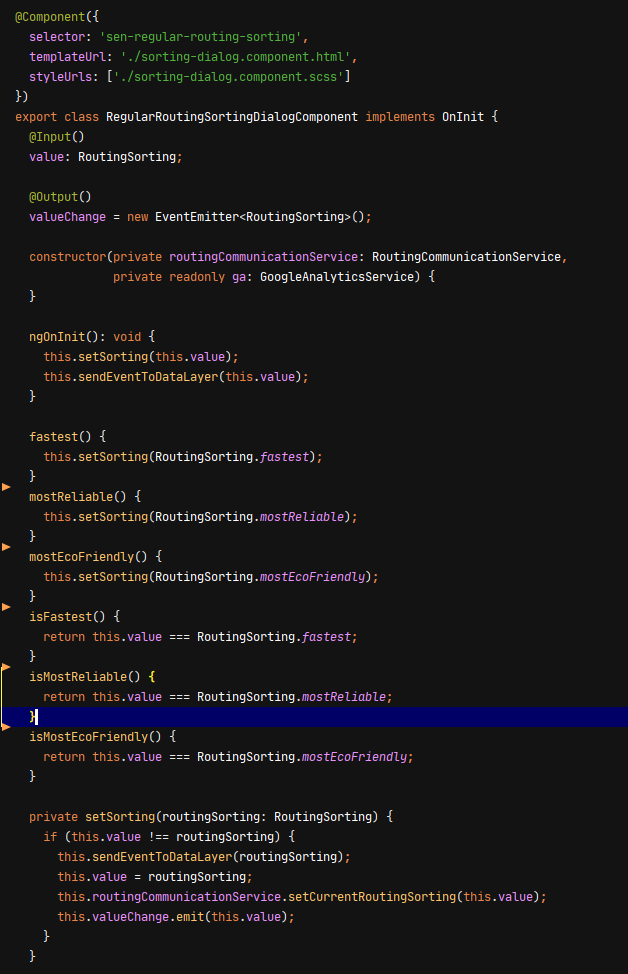 @Component({
  selector: 'sen-regular-routing-sorting',
  templateUrl: './sorting-dialog.component.html',
  styleUrls: ['./sorting-dialog.component.scss']
})
export class RegularRoutingSortingDialogComponent implements OnInit {
  @Input()
  value: RoutingSorting;

  @Output()
  valueChange = new EventEmitter<RoutingSorting>();

  constructor(private routingCommunicationService: RoutingCommunicationService,
              private readonly ga: GoogleAnalyticsService) {
  }

  ngOnInit(): void {
    this.setSorting(this.value);
    this.sendEventToDataLayer(this.value);
  }

  fastest() {
    this.setSorting(RoutingSorting.fastest);
  }
  mostReliable() {
    this.setSorting(RoutingSorting.mostReliable);
  }
  mostEcoFriendly() {
    this.setSorting(RoutingSorting.mostEcoFriendly);
  }
  isFastest() {
    return this.value === RoutingSorting.fastest;
  }
  isMostReliable() {
    return this.value === RoutingSorting.mostReliable;
  }
  isMostEcoFriendly() {
    return this.value === RoutingSorting.mostEcoFriendly;
  }

  private setSorting(routingSorting: RoutingSorting) {
    if (this.value !== routingSorting) {
      this.sendEventToDataLayer(routingSorting);
      this.value = routingSorting;
      this.routingCommunicationService.setCurrentRoutingSorting(this.value);
      this.valueChange.emit(this.value);
    }
  }